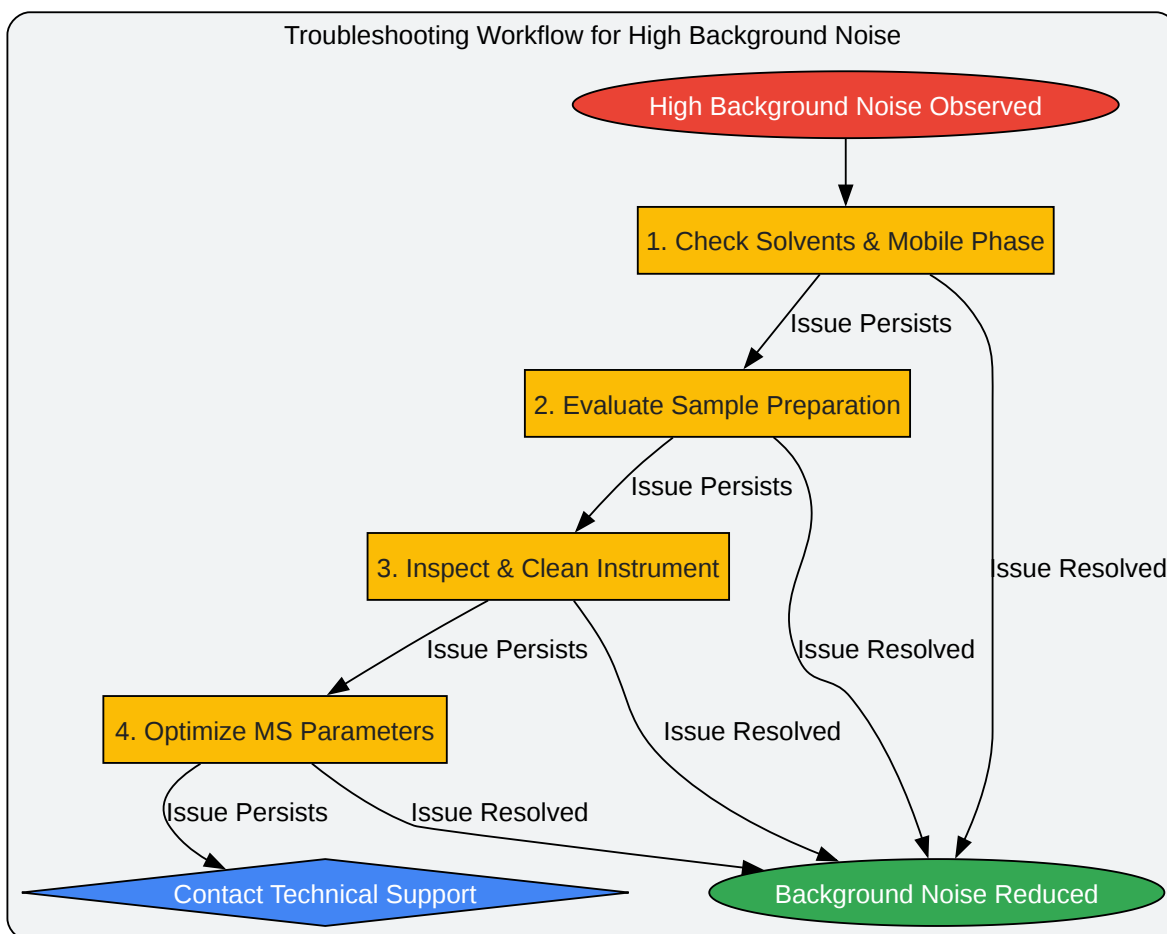 Troubleshooting Workflow for High Background Noise
High Background Noise Observed
1. Check Solvents & Mobile Phase
Issue Persists
2. Evaluate Sample Preparation
Issue Persists
3. Inspect & Clean Instrument
Issue Resolved
Issue Persists
Issue Resolved
4. Optimize MS Parameters
Issue Resolved
Issue Persists
Issue Resolved
Contact Technical Support
Background Noise Reduced